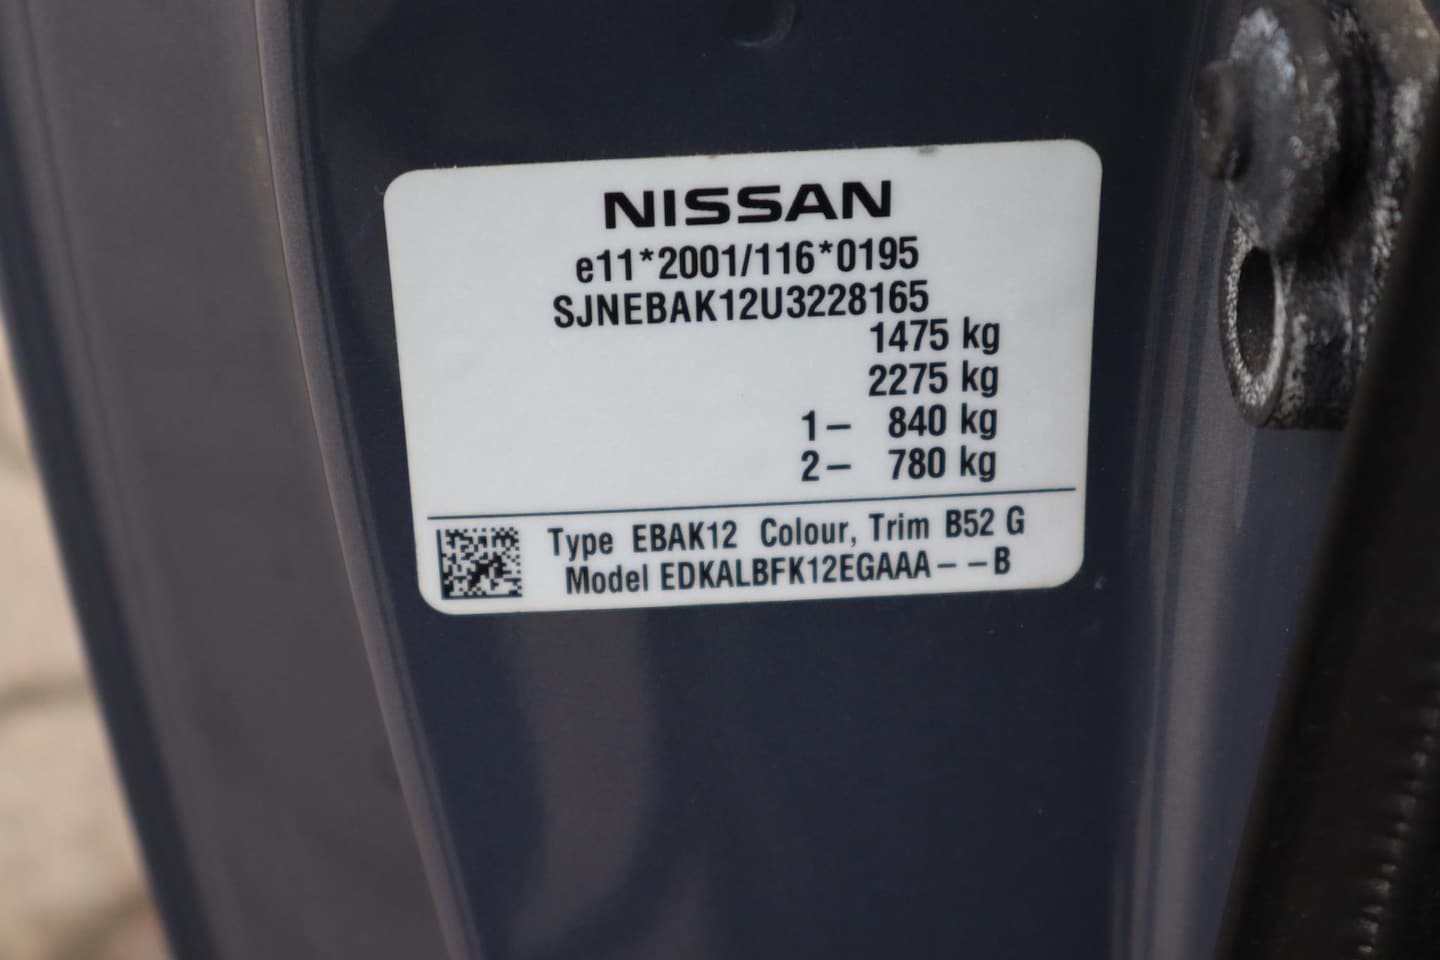 NISSAN
e11*2001/116*0195
SJNEBAK12U3228165
1475 kg
2275 kg
1– 840 kg
2– 780 kg
Type EBAK12 Colour, Trim B52 G
Model EDKALBFK12EGAAA– –B